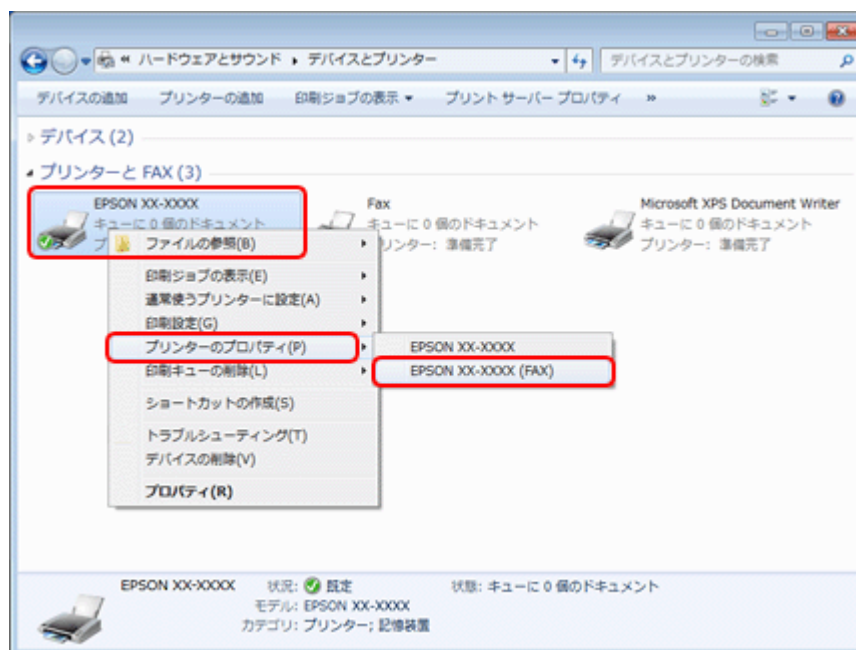 « ハードウェアとサウンド ▸ デバイスとプリンター デバイスとプリンターの検索
デバイスの追加 プリンターの追加 印刷ジョブの表示 ▼ プリント サーバー プロパティ »
デバイス (2)
プリンターと FAX (3)
EPSON XX-XXXX
キューに 0 個のドキュメント
プ
Fax
キューに 0 個のドキュメント
プリンター: 準備完了
Microsoft XPS Document Writer
キューに 0 個のドキュメント
プリンター: 準備完了
ファイルの参照(B)
印刷ジョブの表示(E)
通常使うプリンターに設定(A)
印刷設定(G)
プリンターのプロパティ(P)
印刷キューの削除(L)
ショートカットの作成(S)
トラブルシューティング(T)
デバイスの削除(V)
プロパティ(R)
EPSON XX-XXXX
EPSON XX-XXXX (FAX)
EPSON XX-XXXX 状況: 既定 状態: キューに 0 個のドキュメント
モデル: EPSON XX-XXXX
カテゴリ: プリンター; 記憶装置